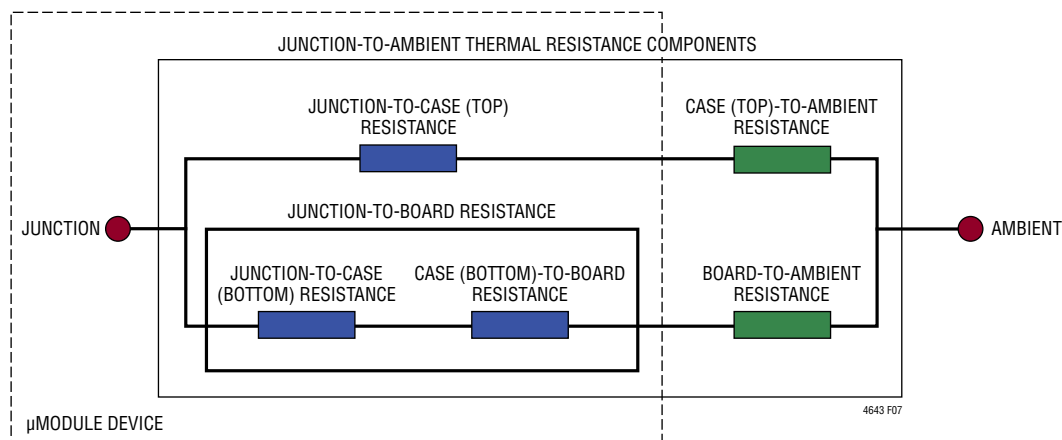 JUNCTION-TO-AMBIENT THERMAL RESISTANCE COMPONENTS
JUNCTION-TO-CASE (TOP)
RESISTANCE
CASE (TOP)-TO-AMBIENT
RESISTANCE
JUNCTION-TO-BOARD RESISTANCE
JUNCTION
AMBIENT
JUNCTION-TO-CASE
(BOTTOM) RESISTANCE
CASE (BOTTOM)-TO-BOARD
RESISTANCE
BOARD-TO-AMBIENT
RESISTANCE
4643 F07
µMODULE DEVICE